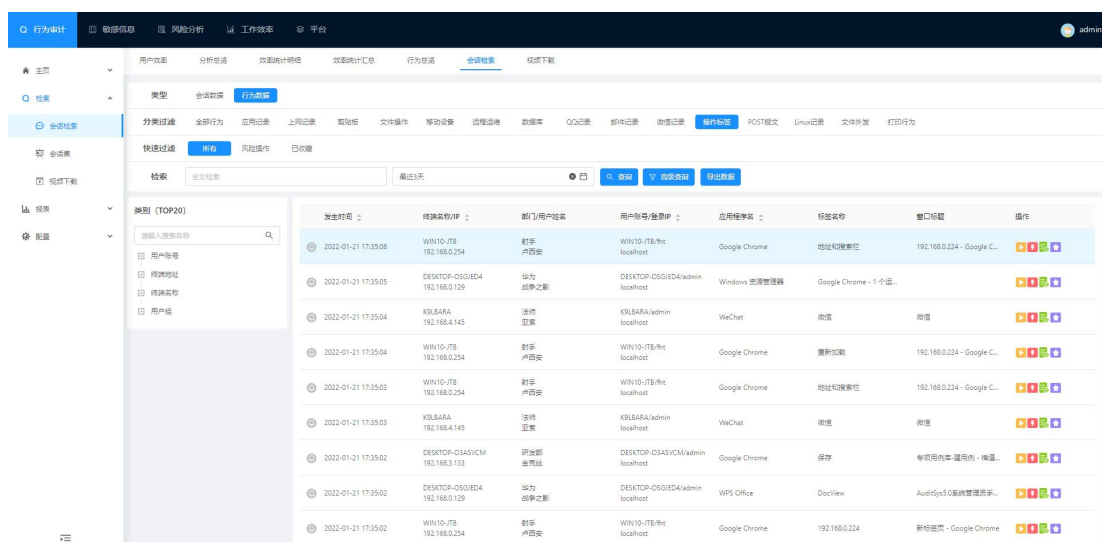 行为审计 敏感信息 风险分析 工作效率 平台 admin
主页 用户效率 分析总览 效率统计明细 效率统计汇总 行为总览 会话检索 视频下载
检索 类型 会话数据 行为数据
会话检索 分类过滤 全部行为 应用记录 上网记录 剪贴板 文件操作 移动设备 远程运维 数据库 QQ记录 邮件记录 微信记录 操作标签 POST报文 Linux记录 文件外发 打印行为
会话集 快速过滤 所有 风险操作 已收藏
视频下载 检索 全文检索 最近3天 查询 高级查询 导出数据
报表 类别 (TOP20) 发生时间 终端名称/IP 部门/用户姓名 用户账号/登录IP 应用程序名 标签名称 窗口标题 操作
配置 请输入搜索名称
用户账号
终端地址
终端名称
用户组
2022-01-21 17:35:06 WIN10-JTB 射手 WIN10-JTB/fht Google Chrome 地址和搜索栏 192.168.0.224 - Google C...
192.168.0.254 卢西安 localhost
2022-01-21 17:35:05 DESKTOP-OSGJED4 华为 DESKTOP-OSGJED4/admin Windows 资源管理器 Google Chrome - 1 个运...
192.168.0.129 战争之影 localhost
2022-01-21 17:35:04 K9LBARA 法师 K9LBARA/admin WeChat 微信 微信
192.168.4.145 亚索 localhost
2022-01-21 17:35:04 WIN10-JTB 射手 WIN10-JTB/fht Google Chrome 重新加载 192.168.0.224 - Google C...
192.168.0.254 卢西安 localhost
2022-01-21 17:35:03 WIN10-JTB 射手 WIN10-JTB/fht Google Chrome 地址和搜索栏 192.168.0.224 - Google C...
192.168.0.254 卢西安 localhost
2022-01-21 17:35:03 K9LBARA 法师 K9LBARA/admin WeChat 微信 微信
192.168.4.145 亚索 localhost
2022-01-21 17:35:02 DESKTOP-O3ASVCM 研发部 DESKTOP-O3ASVCM/admin Google Chrome 保存 专项用例库-建用例 - 禅道...
192.168.3.133 localhost
2022-01-21 17:35:02 DESKTOP-OSGJED4 华为 DESKTOP-OSGJED4/admin WPS Office DocView AuditSys5.0系统管理员手...
192.168.0.129 战争之影 localhost
2022-01-21 17:35:02 WIN10-JTB 射手 WIN10-JTB/fht Google Chrome 192.168.0.224 新标签页 - Google Chrome
192.168.0.254 卢西安 localhost